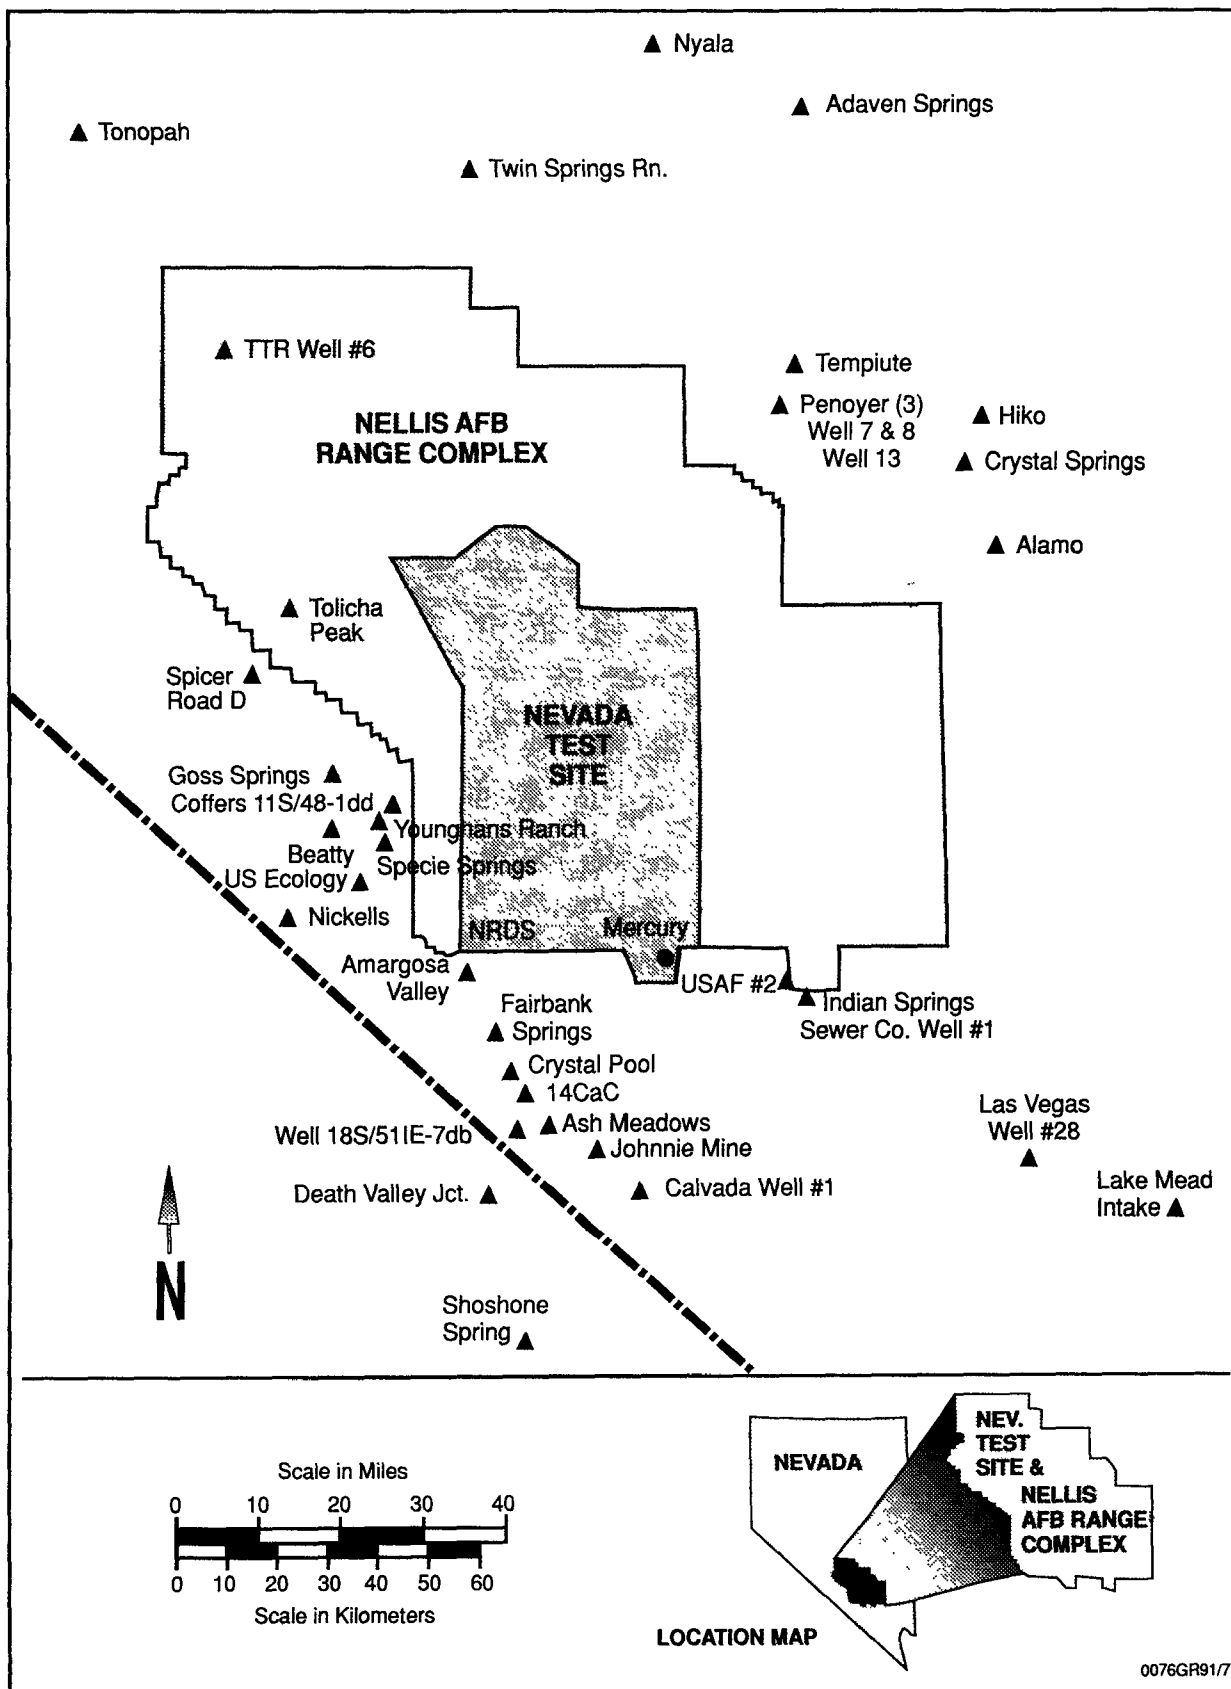 Nyala
Adaven Springs
Tonopah
Twin Springs Rn.
TTR Well #6
Tempiute
NELLIS AFB
RANGE COMPLEX
Penoyer (3)
Well 7 & 8
Well 13
Hiko
Crystal Springs
Alamo
Tolicha
Peak
Spicer
Road D
NEVADA
TEST
SITE
Goss Springs
Coffers 11S/48-1dd
Younghans Ranch
Beatty
Specie Springs
US Ecology
Nickells
NRDS
Mercury
Amargosa
Valley
USAF #2
Indian Springs
Sewer Co. Well #1
Fairbank
Springs
Crystal Pool
14CaC
Ash Meadows
Well 18S/51IE-7db
Johnnie Mine
Las Vegas
Well #28
Death Valley Jct.
Calvada Well #1
Lake Mead
Intake
N
Shoshone
Spring
Scale in Miles
0 10 20 30 40
0 10 20 30 40 50 60
Scale in Kilometers
NEVADA
NEV.
TEST
SITE &
NELLIS
AFB RANGE
COMPLEX
LOCATION MAP
0076GR91/7